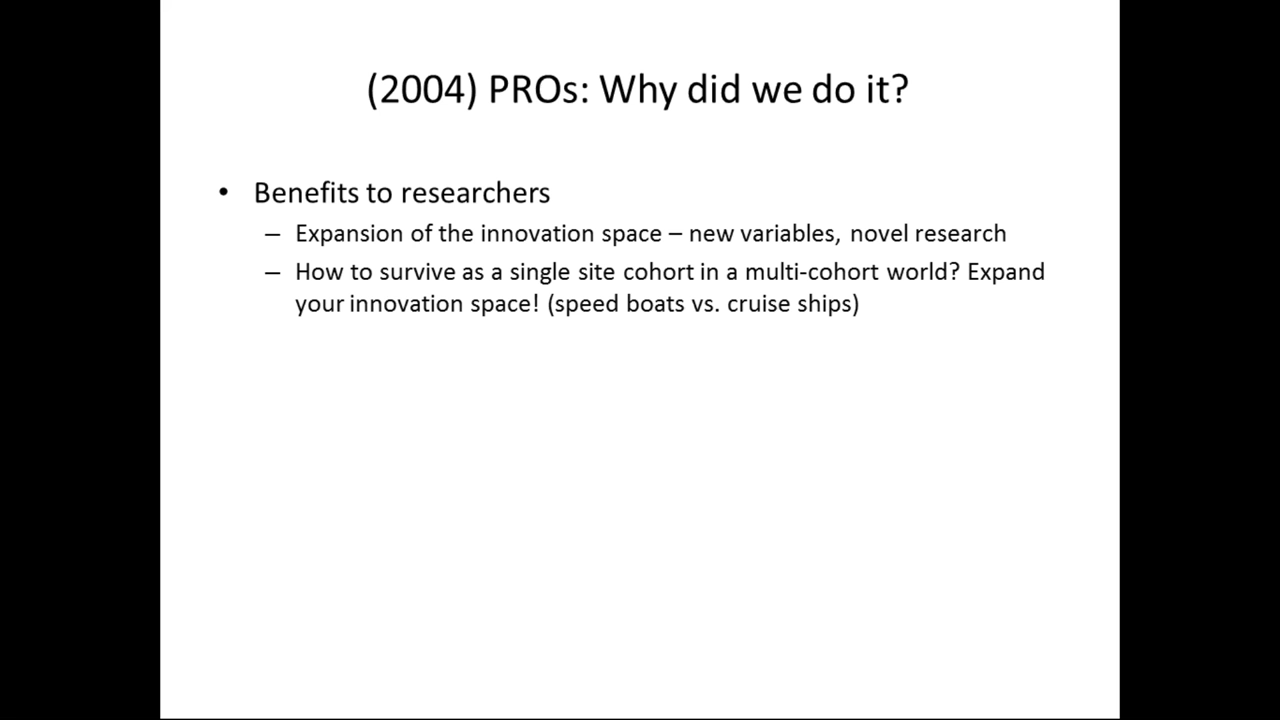 (2004) PROs: Why did we do it?
• Benefits to researchers
– Expansion of the innovation space – new variables, novel research
– How to survive as a single site cohort in a multi-cohort world? Expand
your innovation space! (speed boats vs. cruise ships)